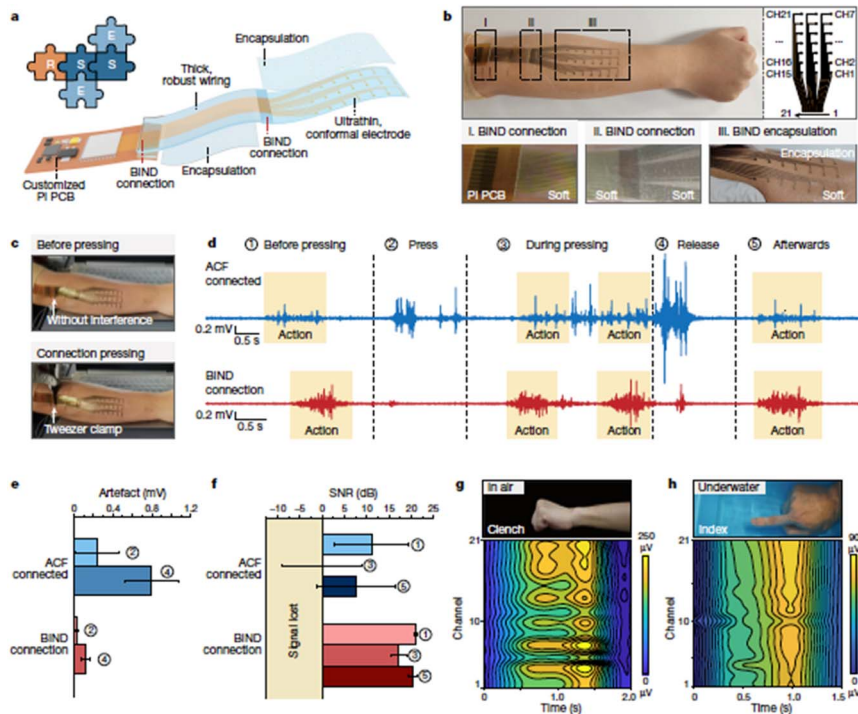 a
E
R
S
S
E
Encapsulation
Thick,
robust wiring
BIND
connection
Ultrathin,
conformal electrode
Encapsulation
BIND
connection
Customized
PI PCB
b
I
II
III
CH21
CH7
...
...
CH16
CH2
CH15
CH1
21
1
I. BIND connection
II. BIND connection
III. BIND encapsulation
PI PCB
Soft
Soft
Soft
Encapsulation
Soft
c
Before pressing
Without interference
Connection pressing
Tweezer clamp
d
① Before pressing
② Press
③ During pressing
④ Release
⑤ Afterwards
ACF
connected
0.2 mV
0.5 s
Action
Action
Action
Action
BIND
connection
0.2 mV
0.5 s
Action
Action
Action
Action
e
Artefact (mV)
0
0.4
0.8
1.2
ACF
connected
②
④
BIND
connection
②
④
f
SNR (dB)
–10
–5
0
5
10
15
20
25
ACF
connected
①
③
⑤
Signal lost
BIND
connection
①
③
⑤
g
In air
Clench
250
µV
Channel
21
10
1
0
0.5
1.0
1.5
2.0
Time (s)
0
µV
h
Underwater
Index
90
µV
Channel
21
10
1
0
0.5
1.0
1.5
Time (s)
0
µV